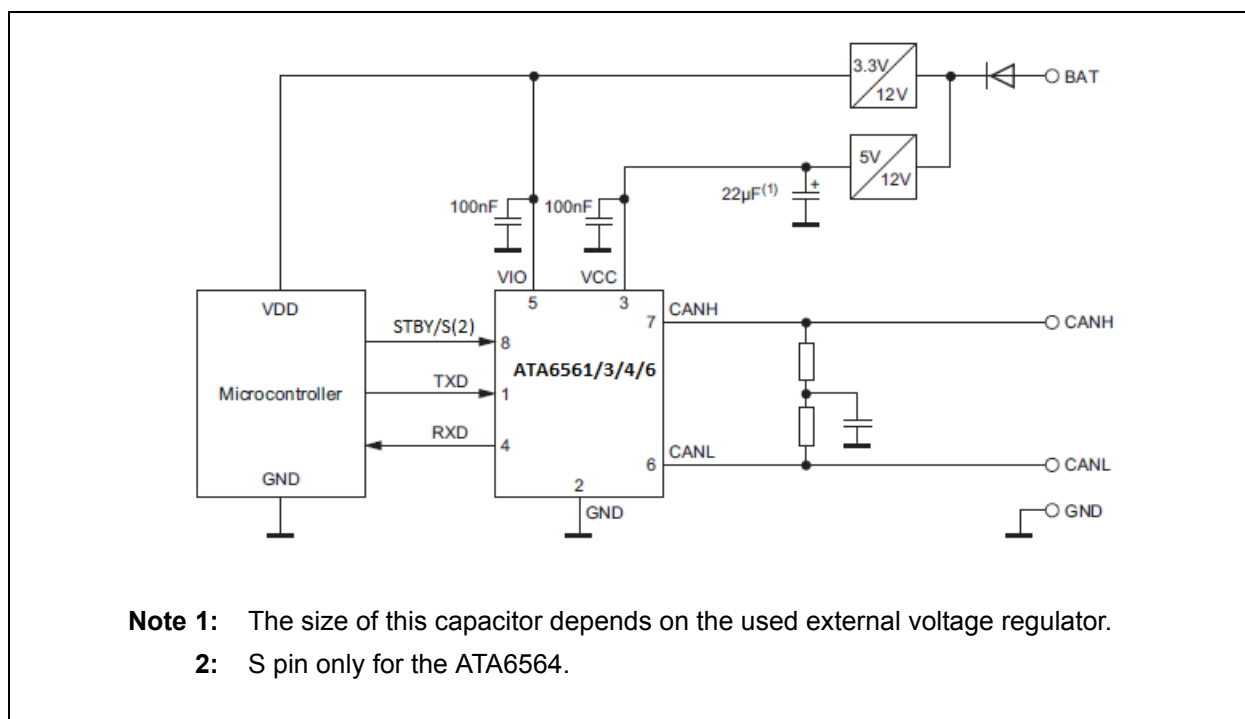 3.3V
12V
BAT
5V
12V
22µF(1)
+
100nF
100nF
VIO
VCC
5
3
VDD
7
CANH
CANH
STBY/S(2)
8
ATA6561/3/4/6
Microcontroller
TXD
1
RXD
4
6
CANL
CANL
GND
2
GND
GND
Note 1: The size of this capacitor depends on the used external voltage regulator.
2: S pin only for the ATA6564.